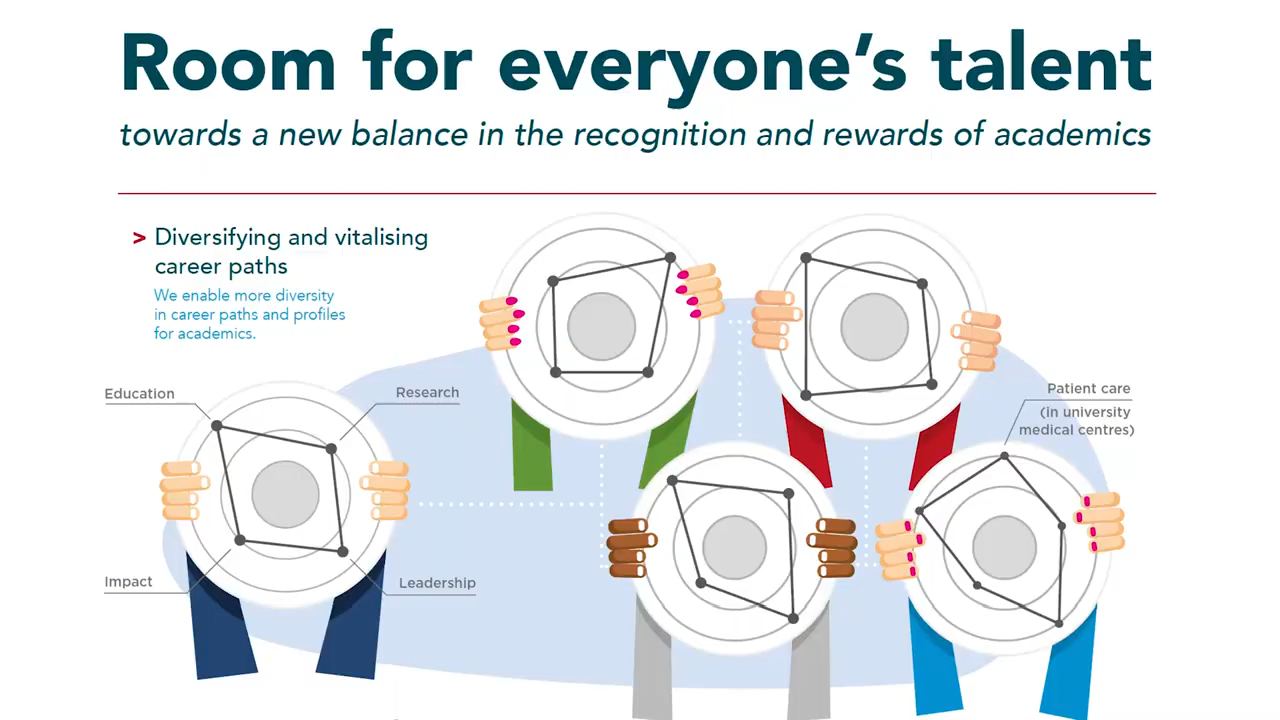 Room for everyone’s talent
towards a new balance in the recognition and rewards of academics
> Diversifying and vitalising
career paths
We enable more diversity
in career paths and profiles
for academics.
Education
Research
Impact
Leadership
Patient care
(in university
medical centres)